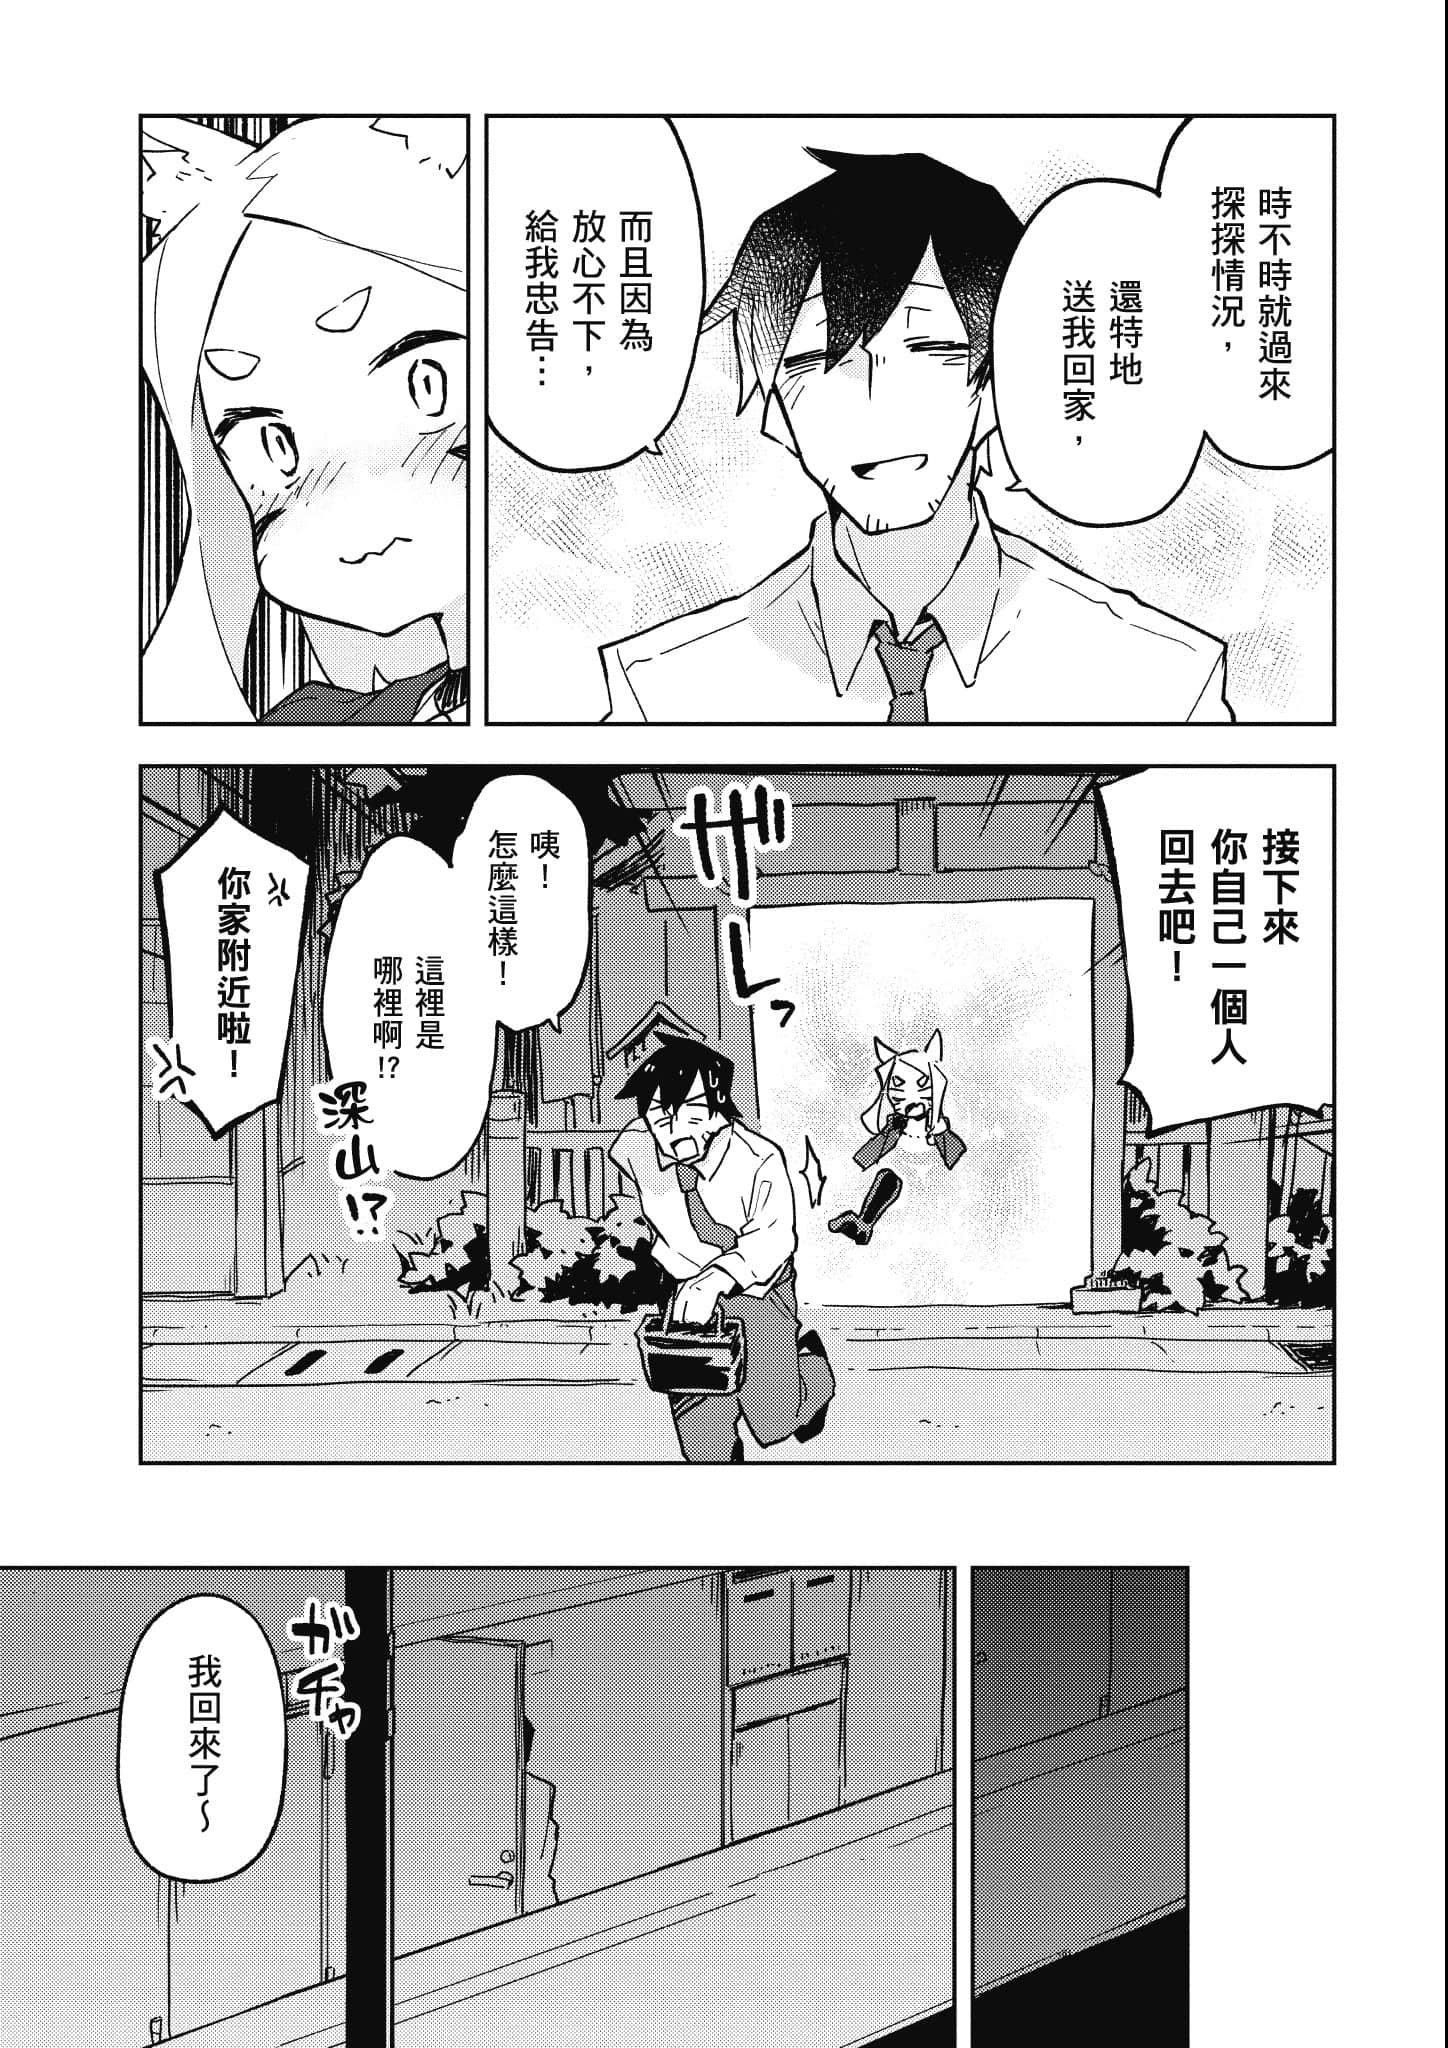 時不時就過來
探探情況，
還特地
送我回家，
而且因為
放心不下，
給我忠告…
接下來
你自己一個人
回去吧！
ザッ
咦！
怎麼這樣！
這裡是
哪裡啊！？
深山！？
你家附近啦！
ガチャ
我回來了～